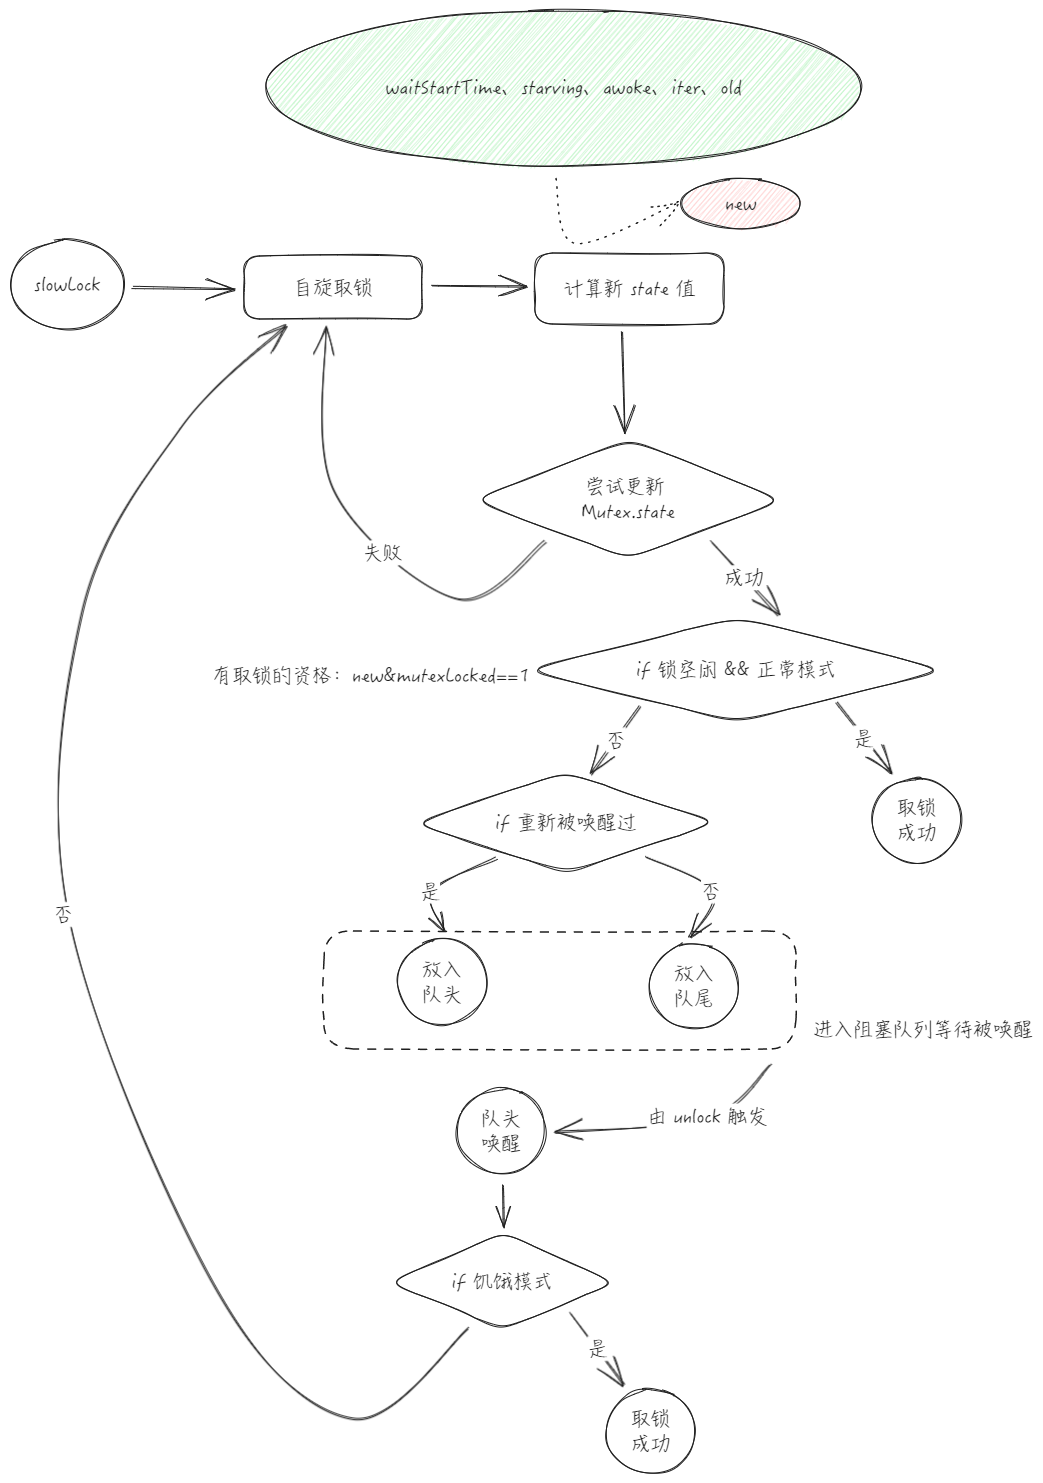 waitStartTime、starving、awoke、iter、old
new
slowLock
自旋取锁
计算新 state 值
尝试更新
Mutex.state
失败
成功
有取锁的资格：new&mutexLocked==1
if 锁空闲 && 正常模式
否
是
if 重新被唤醒过
取锁
成功
是
否
否
放入
队头
放入
队尾
进入阻塞队列等待被唤醒
队头
唤醒
由 unlock 触发
if 饥饿模式
是
取锁
成功